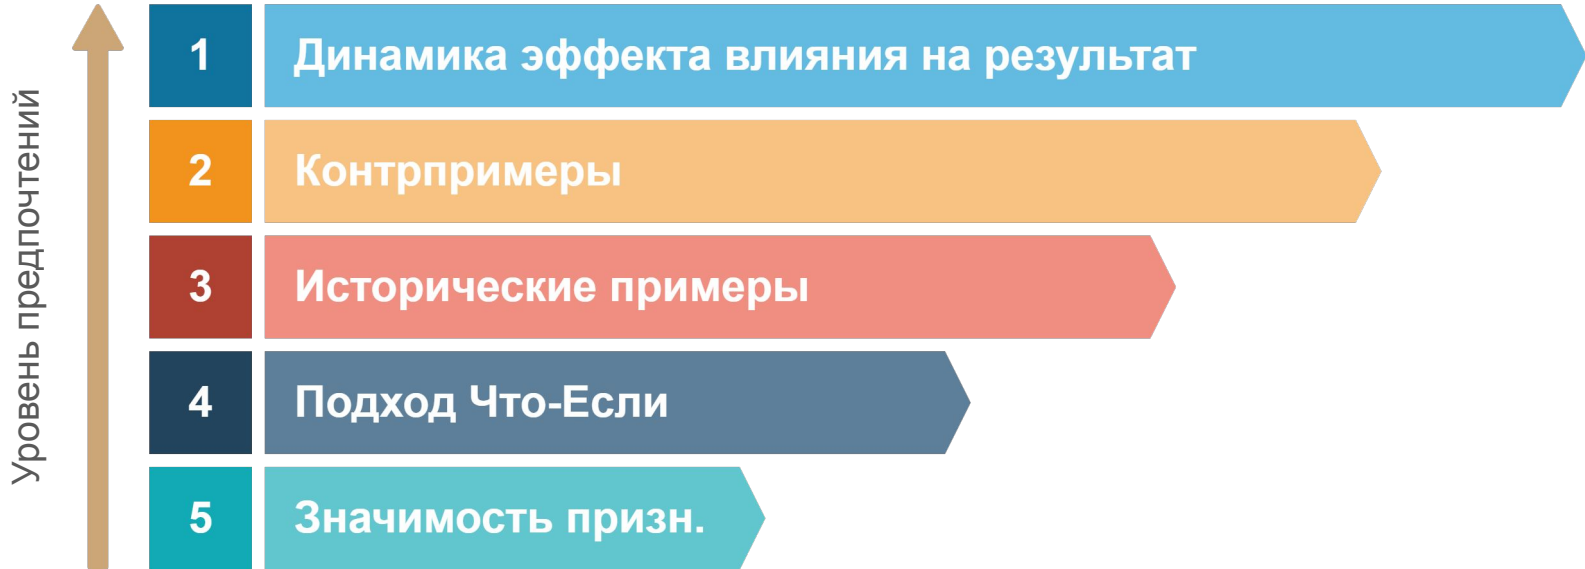 Уровень предпочтений
1 Динамика эффекта влияния на результат
2 Контрпримеры
3 Исторические примеры
4 Подход Что-Если
5 Значимость призн.